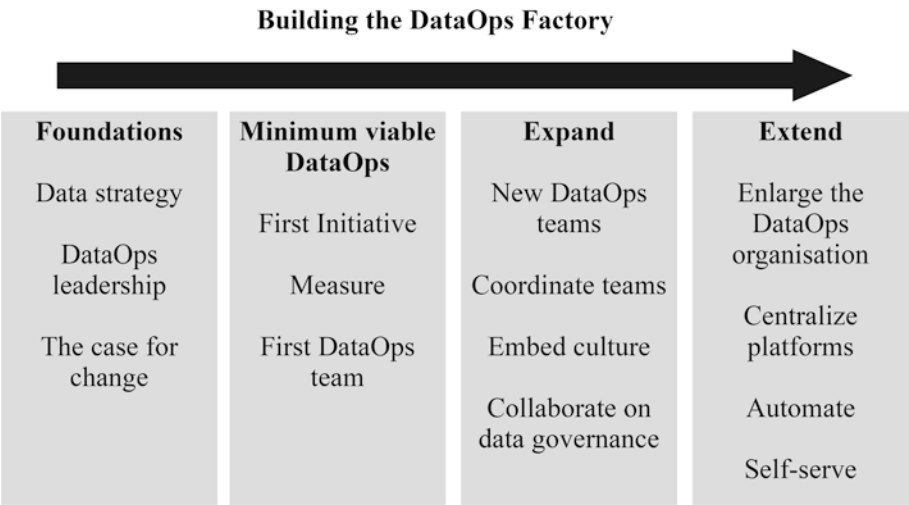 Building the DataOps Factory
Foundations
Data strategy
DataOps
leadership
The case for
change
Minimum viable
DataOps
First Initiative
Measure
First DataOps
team
Expand
New DataOps
teams
Coordinate teams
Embed culture
Collaborate on
data governance
Extend
Enlarge the
DataOps
organisation
Centralize
platforms
Automate
Self-serve